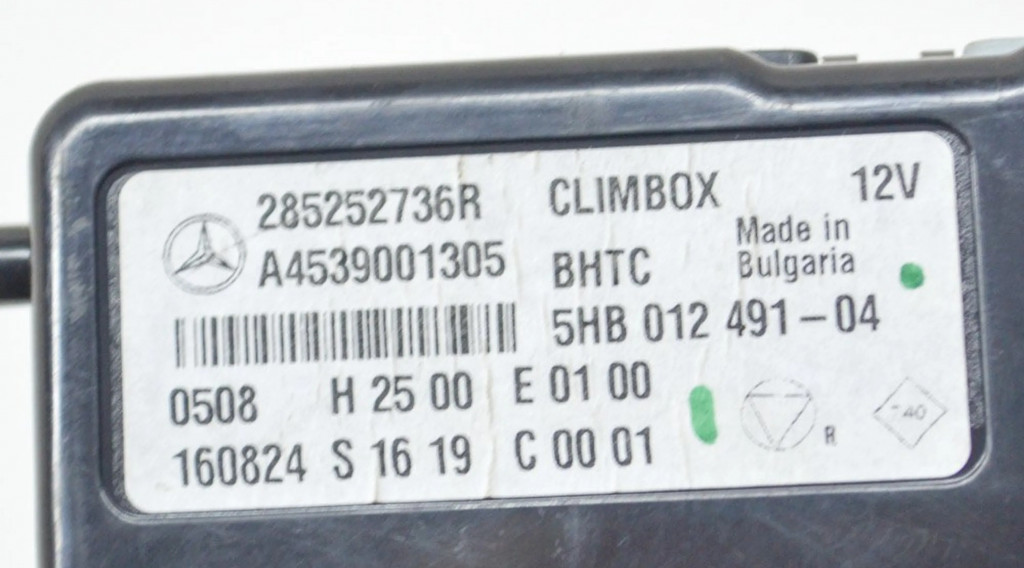 285252736R CLIMBOX 12V
A4539001305 BHTC Made in
Bulgaria
5HB 012 491-04
0508 H 25 00 E 01 00
160824 S 16 19 C 00 01
R